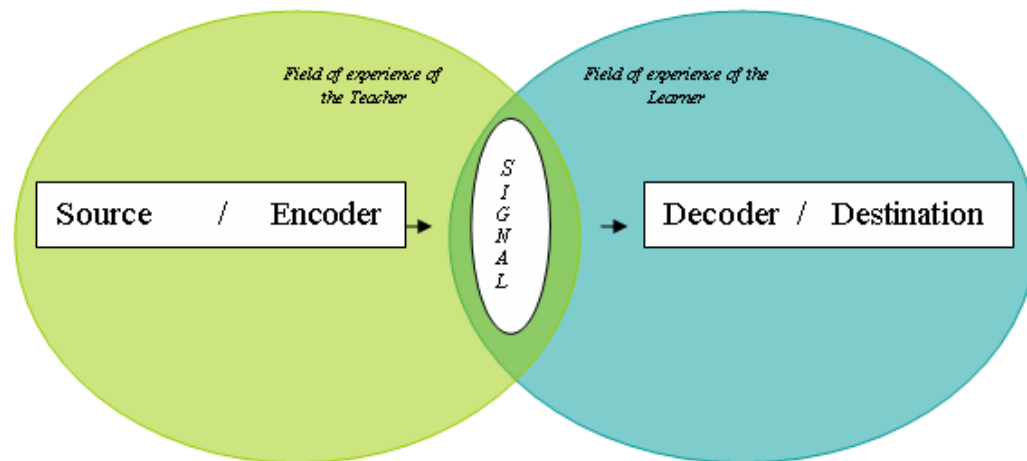 Field of experience of
the Teacher
Field of experience of the
Learner
Source / Encoder
S
I
G
N
A
L
Decoder / Destination